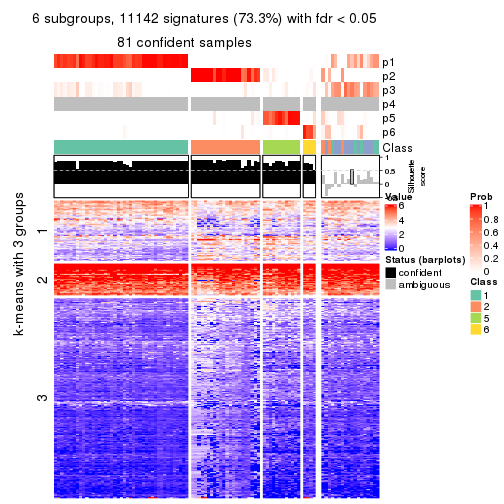 6 subgroups, 11142 signatures (73.3%) with fdr < 0.05
81 confident samples
p1
p2
p3
p4
p5
p6
Class
1
0.5
0
Silhouette
score
k-means with 3 groups
1
2
3
Value
6
4
2
0
Status (barplots)
confident
ambiguous
Prob
1
0.8
0.6
0.4
0.2
0
Class
1
2
5
6